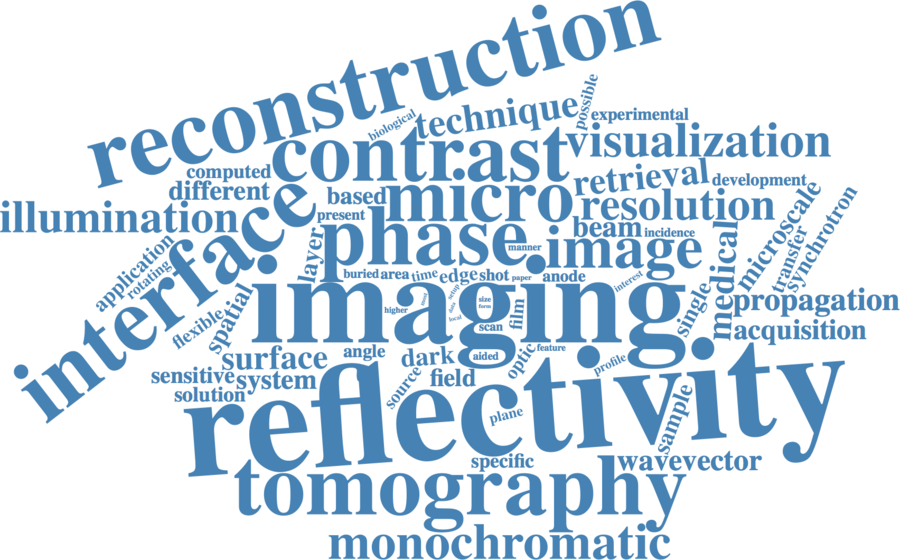 reconstruction
possible
biological
technique
experimental
contrast
visualization
computed
different
based
micro
retrieval
development
illumination
interface
present
resolution
phase
beam
incidence
manner
image
layer
microscale
transfer
synchrotron
medical
application
rotating
buried
area
time
edge
shot
paper
anode
interest
imaging
higher
setup
data
size
form
focal
scan
film
single
propagation
acquisition
flexible
spatial
surface
angle
dark
aided
optic
feature
profile
sensitive
system
solution
source
field
reflectivity
plane
sample
specific
wavevector
tomography
monochromatic